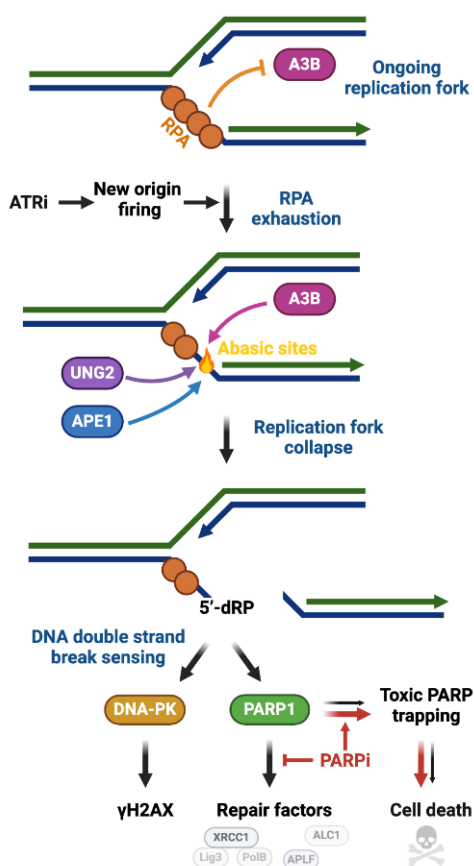 A3B
Ongoing
replication fork
RPA
ATRi
New origin
firing
RPA
exhaustion
A3B
Abasic sites
UNG2
APE1
Replication fork
collapse
5'-dRP
DNA double strand
break sensing
DNA-PK
PARP1
Toxic PARP
trapping
PARPi
γH2AX
Repair factors
Cell death
XRCC1
ALC1
Lig3
PolB
APLF